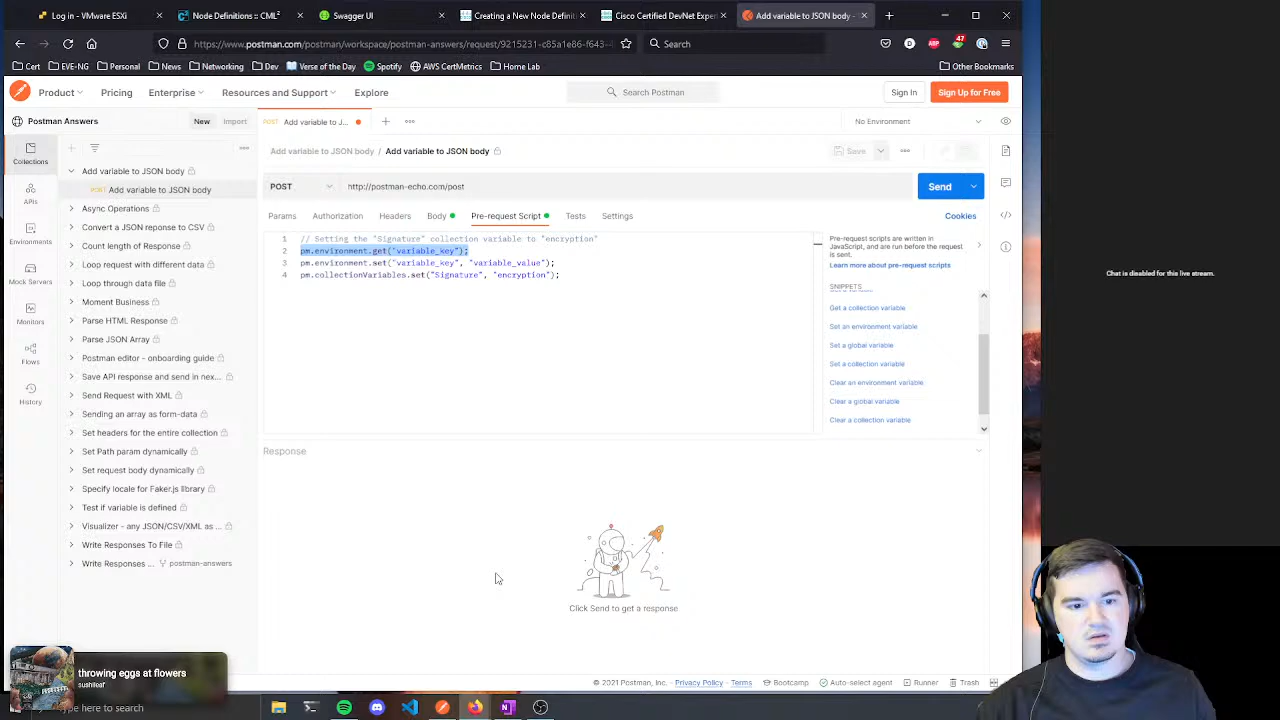 vSphere - VMware ESXi
Node Definitions :: CML²
Swagger UI
Creating a New Node Definiti
Cisco Certified DevNet Exper
Add variable to JSON body -
https://www.postman.com/postman/workspace/postman-answers/request/9215231-c85a1e86-f643-
Search
47
Cert
EVE-NG
Personal
News
Networking
Dev
Verse of the Day
Spotify
AWS CertMetrics
Home Lab
Other Bookmarks
Product
Pricing
Enterprise
Resources and Support
Explore
Search Postman
Sign In
Sign Up for Free
Postman Answers
New
Import
POST Add variable to J...
No Environment
Collections
APIs
Environments
Mock Servers
Monitors
Flows
History
Add variable to JSON body
POST Add variable to JSON body
Async Operations
Convert a JSON reponse to CSV
Count length of Response
Loop request - different data
Loop through data file
Moment Business
Parse HTML Response
Parse JSON Array
Postman editor - onboarding guide
Save API response and send in nex...
Send Request with XML
Sending an array as form-data
Set headers for the entire collection
Set Path param dynamically
Set request body dynamically
Specify locale for Faker.js library
Test if variable is defined
Visualizer - any JSON/CSV/XML as ...
Write Responses To File
Write Responses ... postman-answers
Add variable to JSON body / Add variable to JSON body
Save
POST
http://postman-echo.com/post
Send
Params
Authorization
Headers
Body
Pre-request Script
Tests
Settings
Cookies
1 // Setting the "Signature" collection variable to "encryption"
2 pm.environment.get("variable_key");
3 pm.environment.set("variable_key", "variable_value");
4 pm.collectionVariables.set("Signature", "encryption");
Pre-request scripts are written in
JavaScript, and are run before the request
is sent.
Learn more about pre-request scripts
SNIPPETS
Get a collection variable
Set an environment variable
Set a global variable
Set a collection variable
Clear an environment variable
Clear a global variable
Clear a collection variable
Response
Click Send to get a response
© 2021 Postman, Inc.
Privacy Policy
Terms
Bootcamp
Auto-select agent
Runner
Trash
Chat is disabled for this live stream.
throwing eggs at flowers
here to search